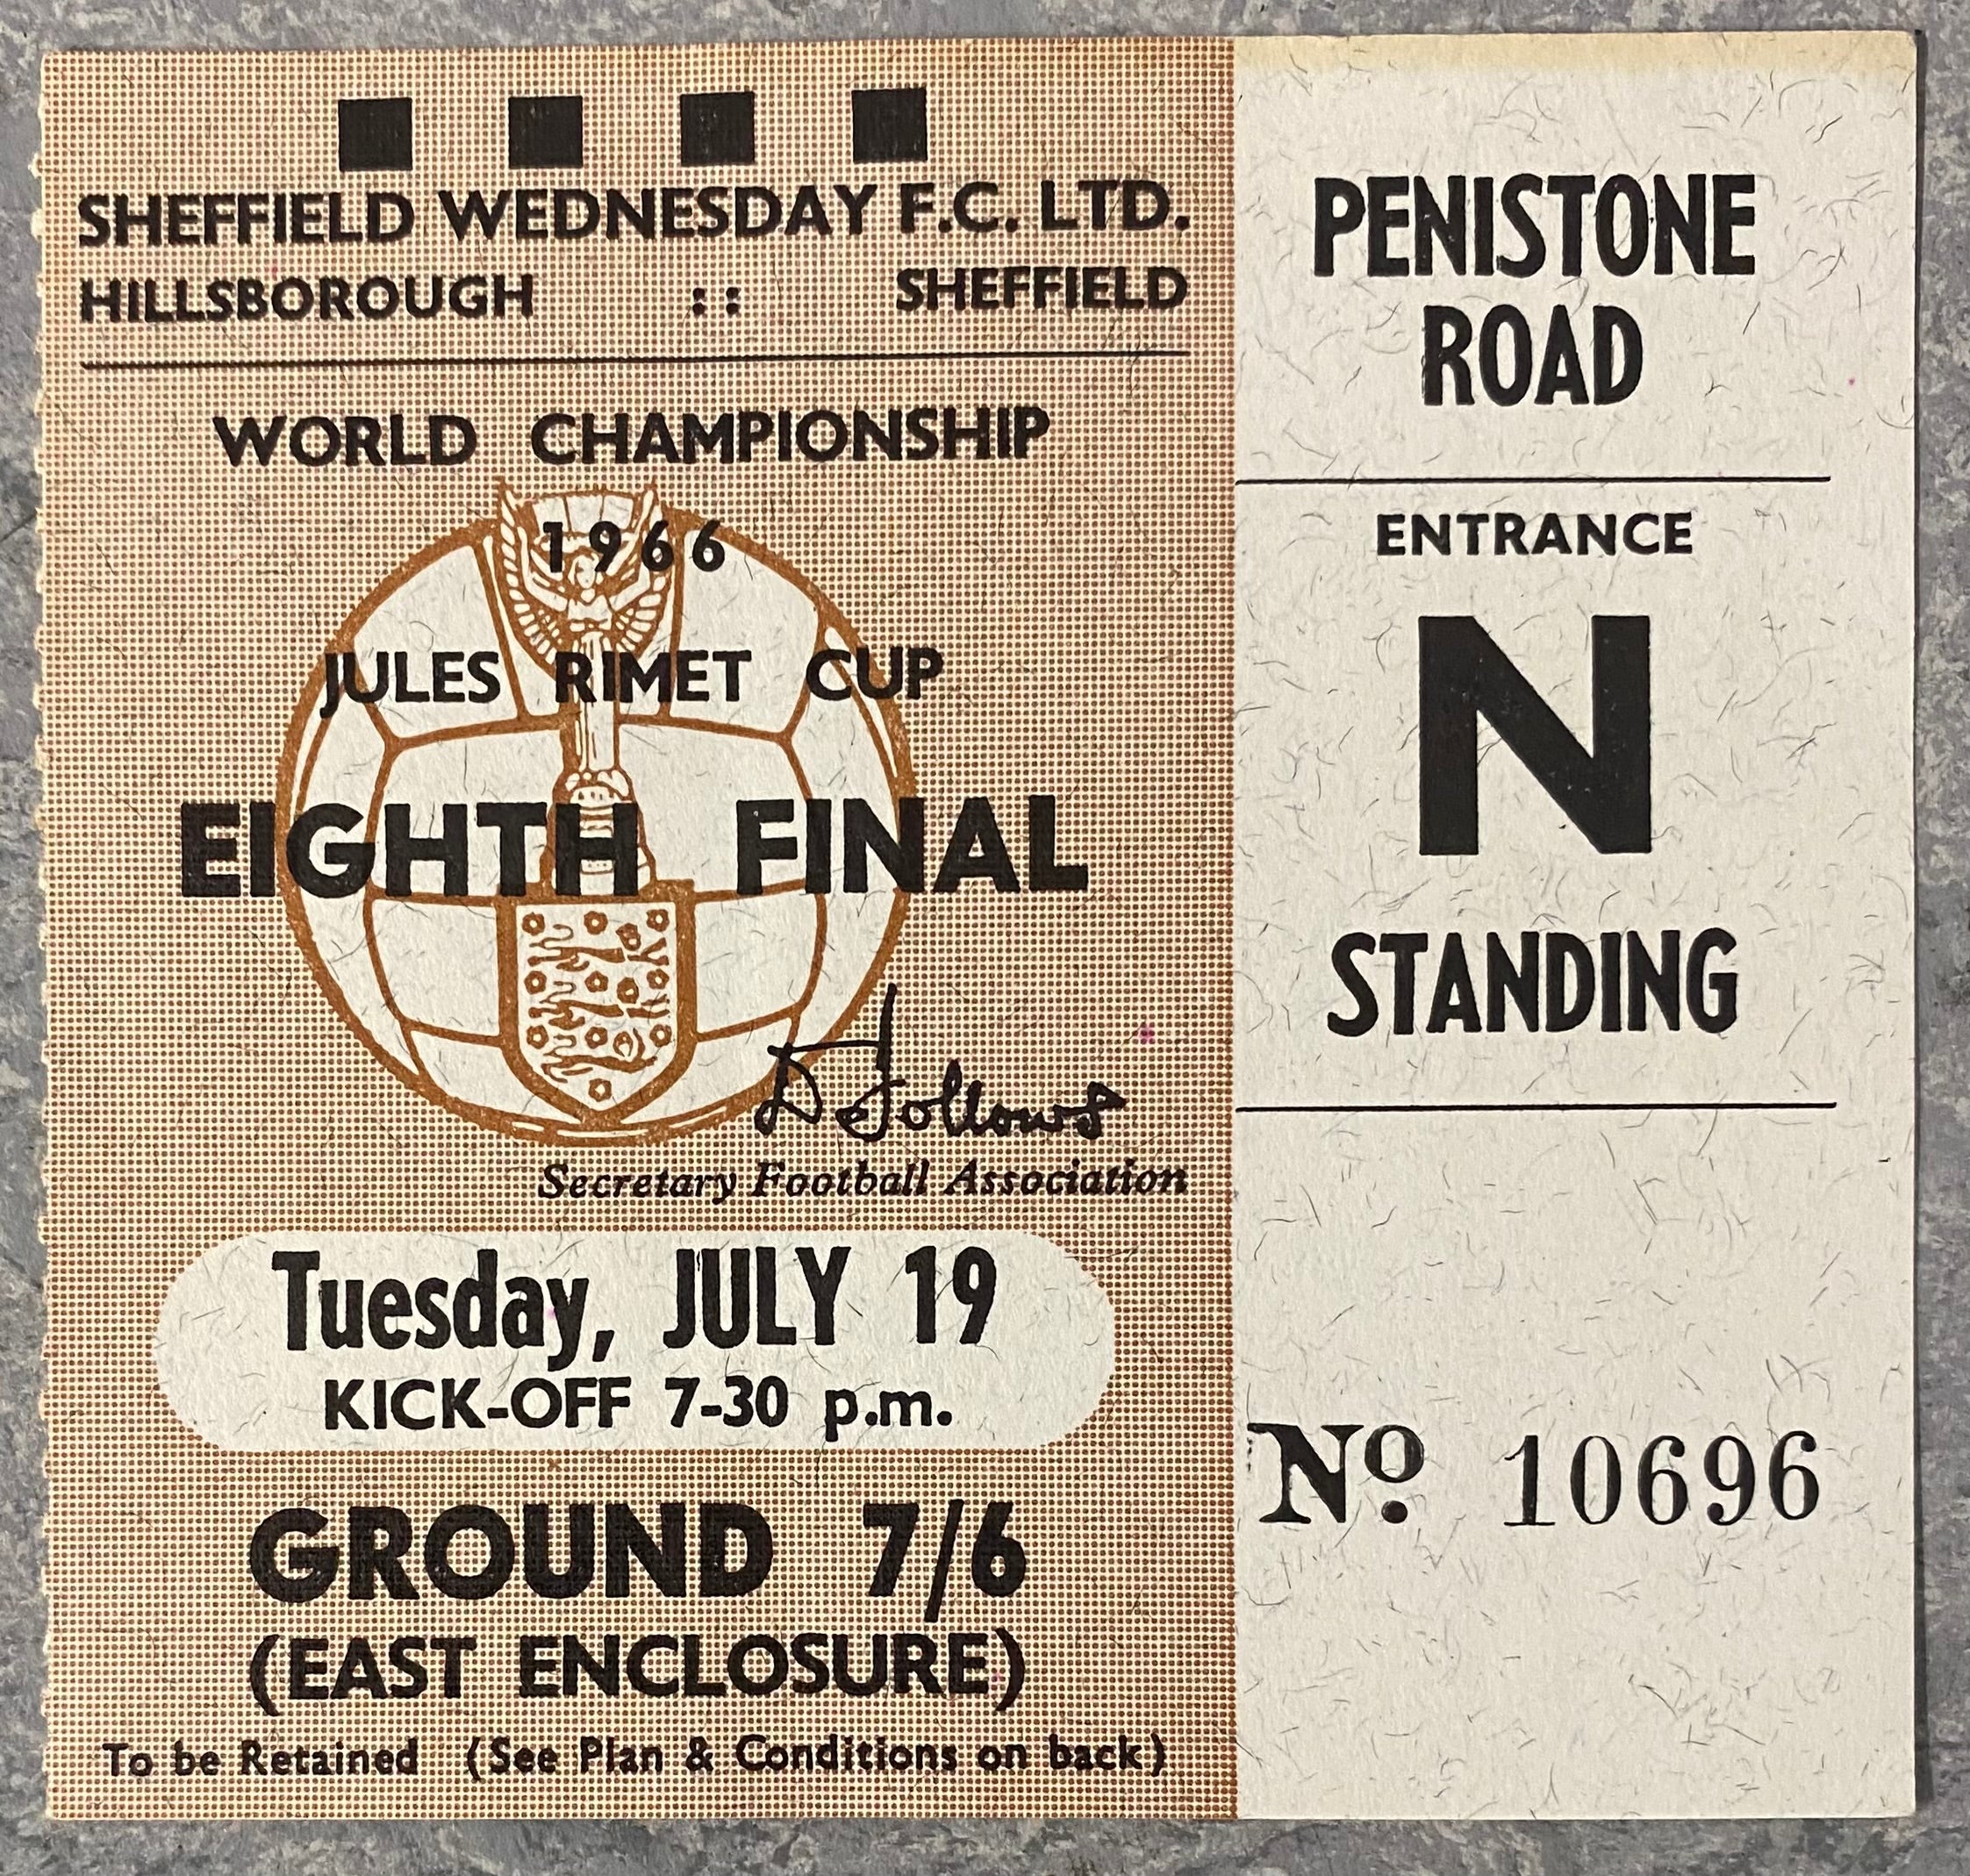 SHEFFIELD WEDNESDAY F.C. LTD.
HILLSBOROUGH :: SHEFFIELD
WORLD CHAMPIONSHIP
1966
JULES RIMET CUP
EIGHTH FINAL
D Follows
Secretary Football Association
Tuesday, JULY 19
KICK-OFF 7-30 p.m.
GROUND 7/6
(EAST ENCLOSURE)
To be Retained (See Plan & Conditions on back)
PENISTONE
ROAD
ENTRANCE
N
STANDING
Nº. 10696